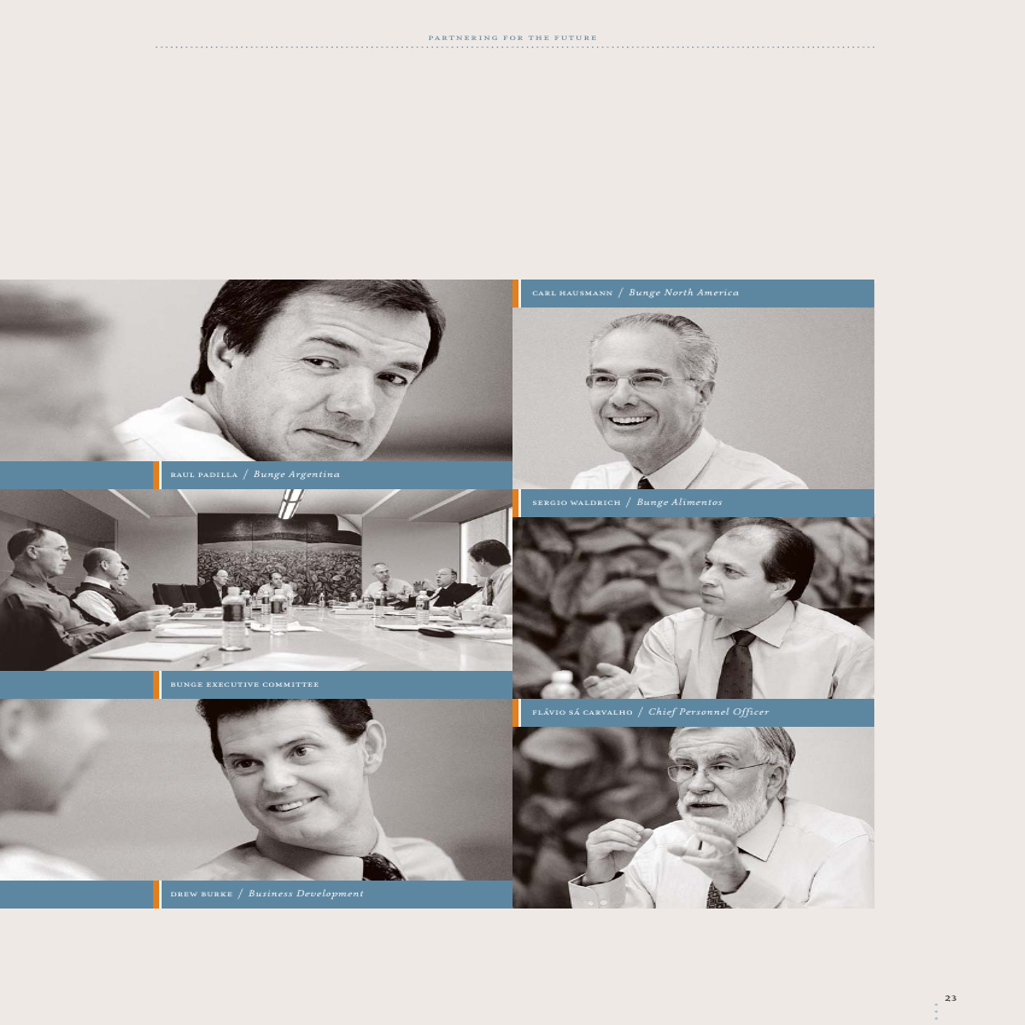 PARTNERING FOR THE FUTURE
CARL HAUSMANN / Bunge North America
RAUL PADILLA / Bunge Argentina
SERGIO WALDRICH / Bunge Alimentos
BUNGE EXECUTIVE COMMITTEE
FLÁVIO SÁ CARVALHO / Chief Personnel Officer
DREW BURKE / Business Development
23